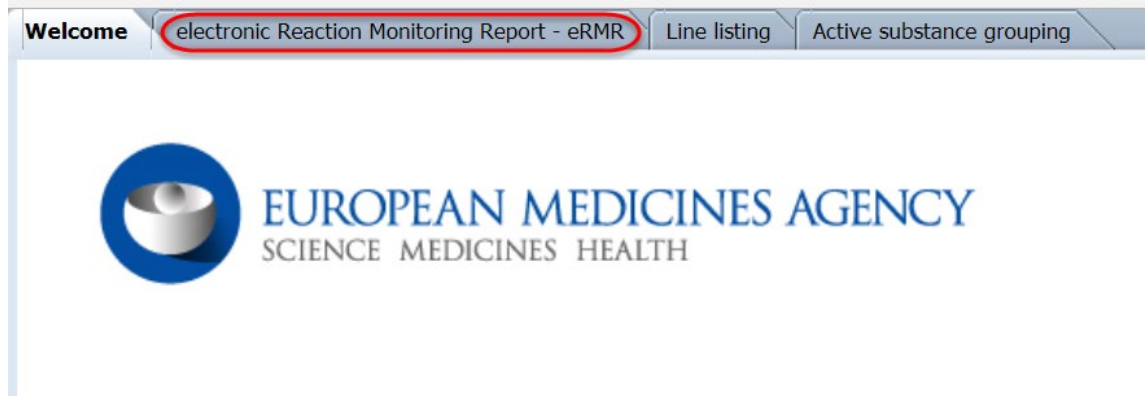 Welcome electronic Reaction Monitoring Report - eRMR Line listing Active substance grouping
EUROPEAN MEDICINES AGENCY
SCIENCE MEDICINES HEALTH